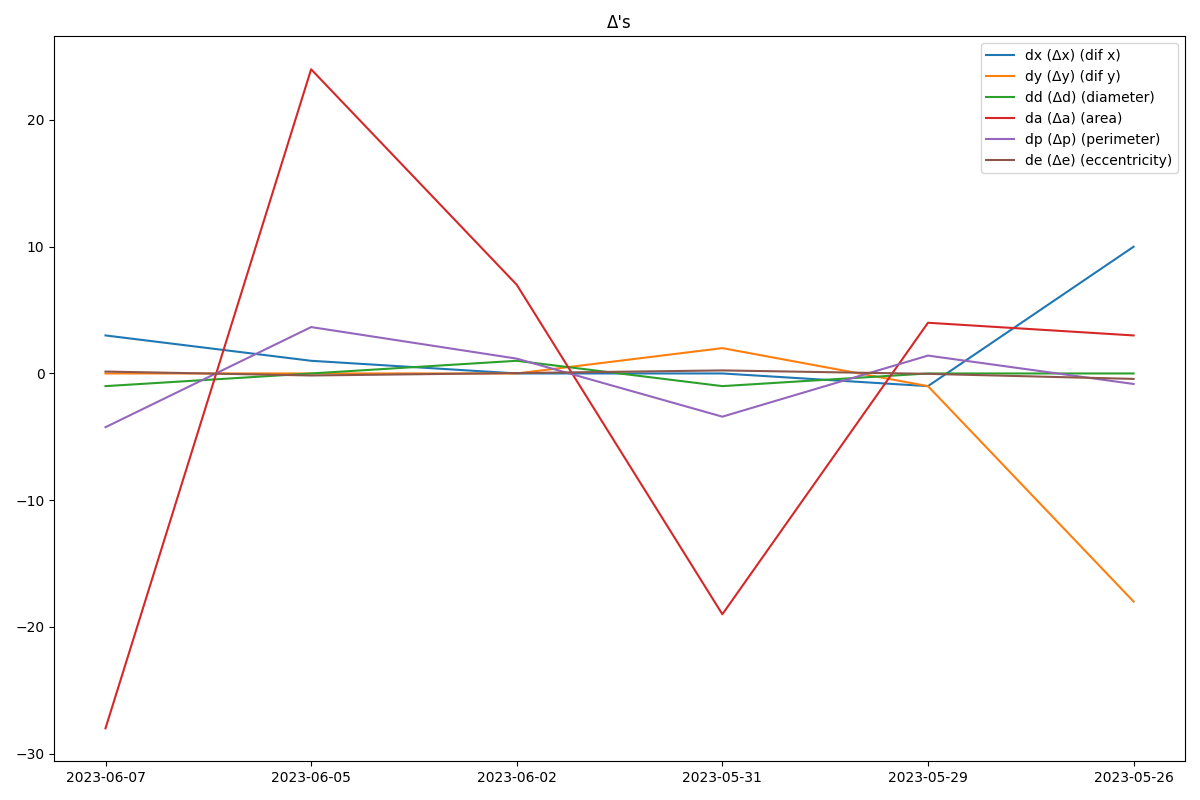 Δ's
dx (Δx) (dif x)
dy (Δy) (dif y)
dd (Δd) (diameter)
da (Δa) (area)
dp (Δp) (perimeter)
de (Δe) (eccentricity)
20
10
0
−10
−20
−30
2023-06-07 2023-06-05 2023-06-02 2023-05-31 2023-05-29 2023-05-26